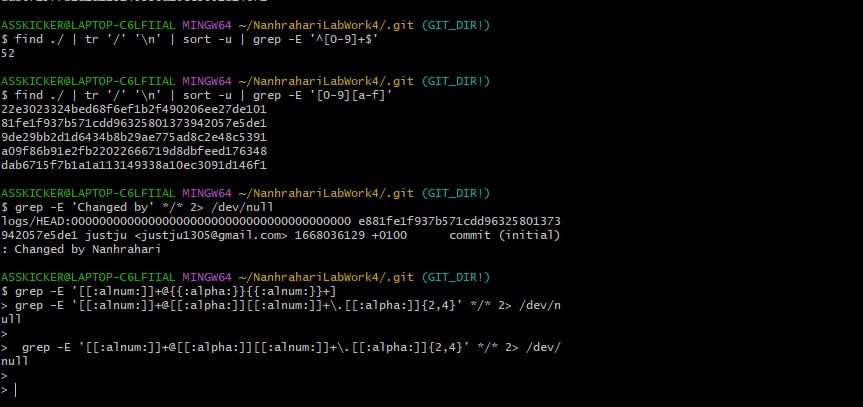 ASSKICKER@LAPTOP-C6LFIIAL MINGW64 ~/NanhrahariLabWork4/.git (GIT_DIR!)
$ find ./ | tr '/' '\n' | sort -u | grep -E '^[0-9]+$'
52
ASSKICKER@LAPTOP-C6LFIIAL MINGW64 ~/NanhrahariLabWork4/.git (GIT_DIR!)
$ find ./ | tr '/' '\n' | sort -u | grep -E '[0-9][a-f]'
22e3023324bed68f6ef1b2f490206ee27de101
81fe1f937b571cdd96325801373942057e5de1
9de29bb2d1d6434b8b29ae775ad8c2e48c5391
a09f86b91e2fb22022666719d8dbfeed176348
dab6715f7b1a1a113149338a10ec3091d146f1
ASSKICKER@LAPTOP-C6LFIIAL MINGW64 ~/NanhrahariLabWork4/.git (GIT_DIR!)
$ grep -E 'Changed by' */* 2> /dev/null
logs/HEAD:0000000000000000000000000000000000000000 e881fe1f937b571cdd96325801373
942057e5de1 justju <justju1305@gmail.com> 1668036129 +0100 commit (initial)
: Changed by Nanhrahari
ASSKICKER@LAPTOP-C6LFIIAL MINGW64 ~/NanhrahariLabWork4/.git (GIT_DIR!)
$ grep -E '[[:alnum:]]+@{{:alpha:}}{{:alnum:}}+]
> grep -E '[[:alnum:]]+@[[:alpha:]][[:alnum:]]+\.[[:alpha:]]{2,4}' */* 2> /dev/n
ull
>
>  grep -E '[[:alnum:]]+@[[:alpha:]][[:alnum:]]+\.[[:alpha:]]{2,4}' */* 2> /dev/
null
>
>